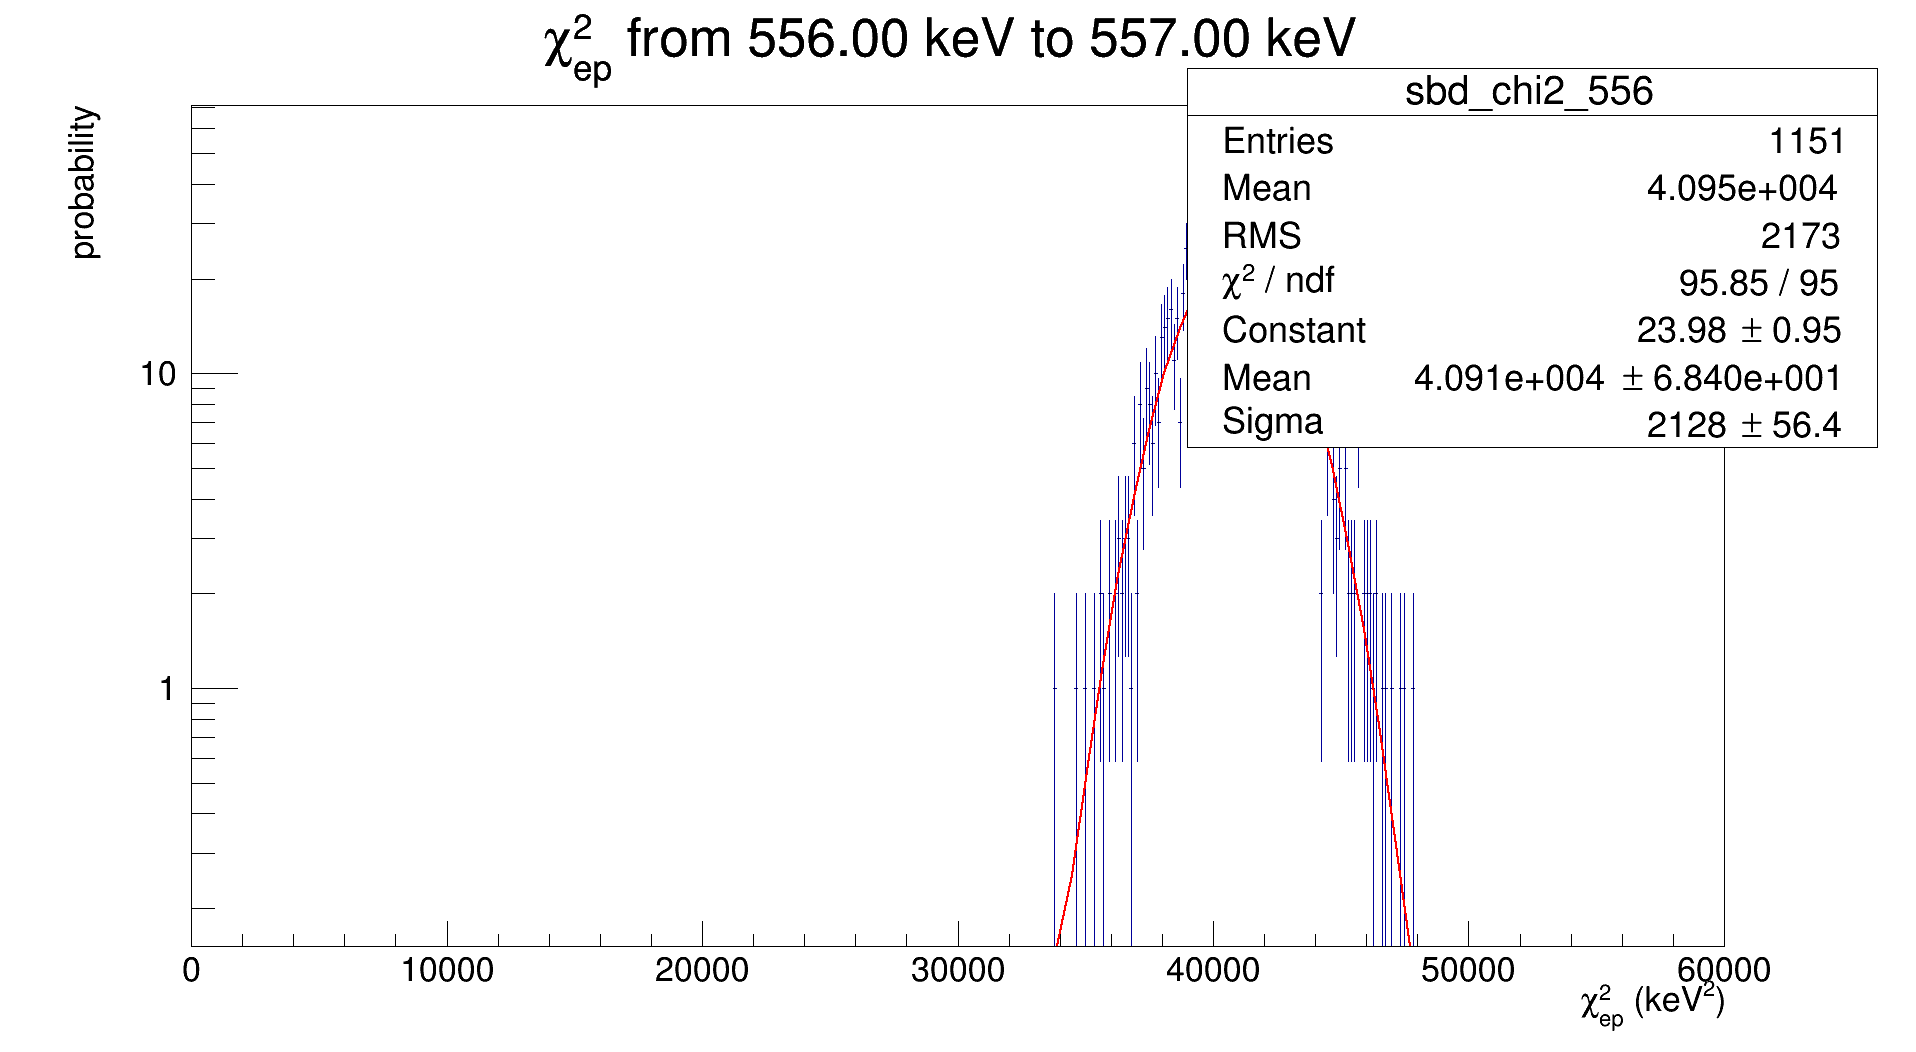 χ²ep from 556.00 keV to 557.00 keV
probability
sbd_chi2_556
Entries 1151
Mean 4.095e+004
RMS 2173
χ² / ndf 95.85 / 95
Constant 23.98 ± 0.95
Mean 4.091e+004 ± 6.840e+001
Sigma 2128 ± 56.4
10
1
0 10000 20000 30000 40000 50000 60000
χ²ep (keV²)